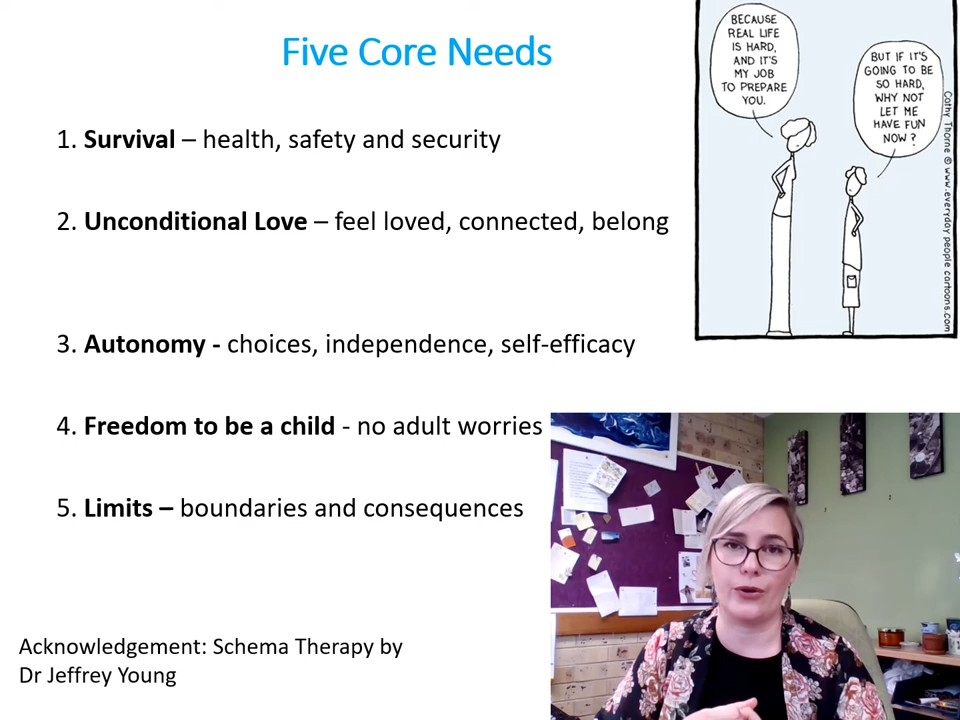 Five Core Needs
1. Survival – health, safety and security
2. Unconditional Love – feel loved, connected, belong
3. Autonomy - choices, independence, self-efficacy
4. Freedom to be a child - no adult worries
5. Limits – boundaries and consequences
Acknowledgement: Schema Therapy by
Dr Jeffrey Young
BECAUSE
REAL LIFE
IS HARD,
AND IT'S
MY JOB
TO PREPARE
YOU.
BUT IF IT'S
GOING TO BE
SO HARD,
WHY NOT
LET ME
HAVE FUN
NOW?
Cathy Thorne © www.everyday people cartoons.com